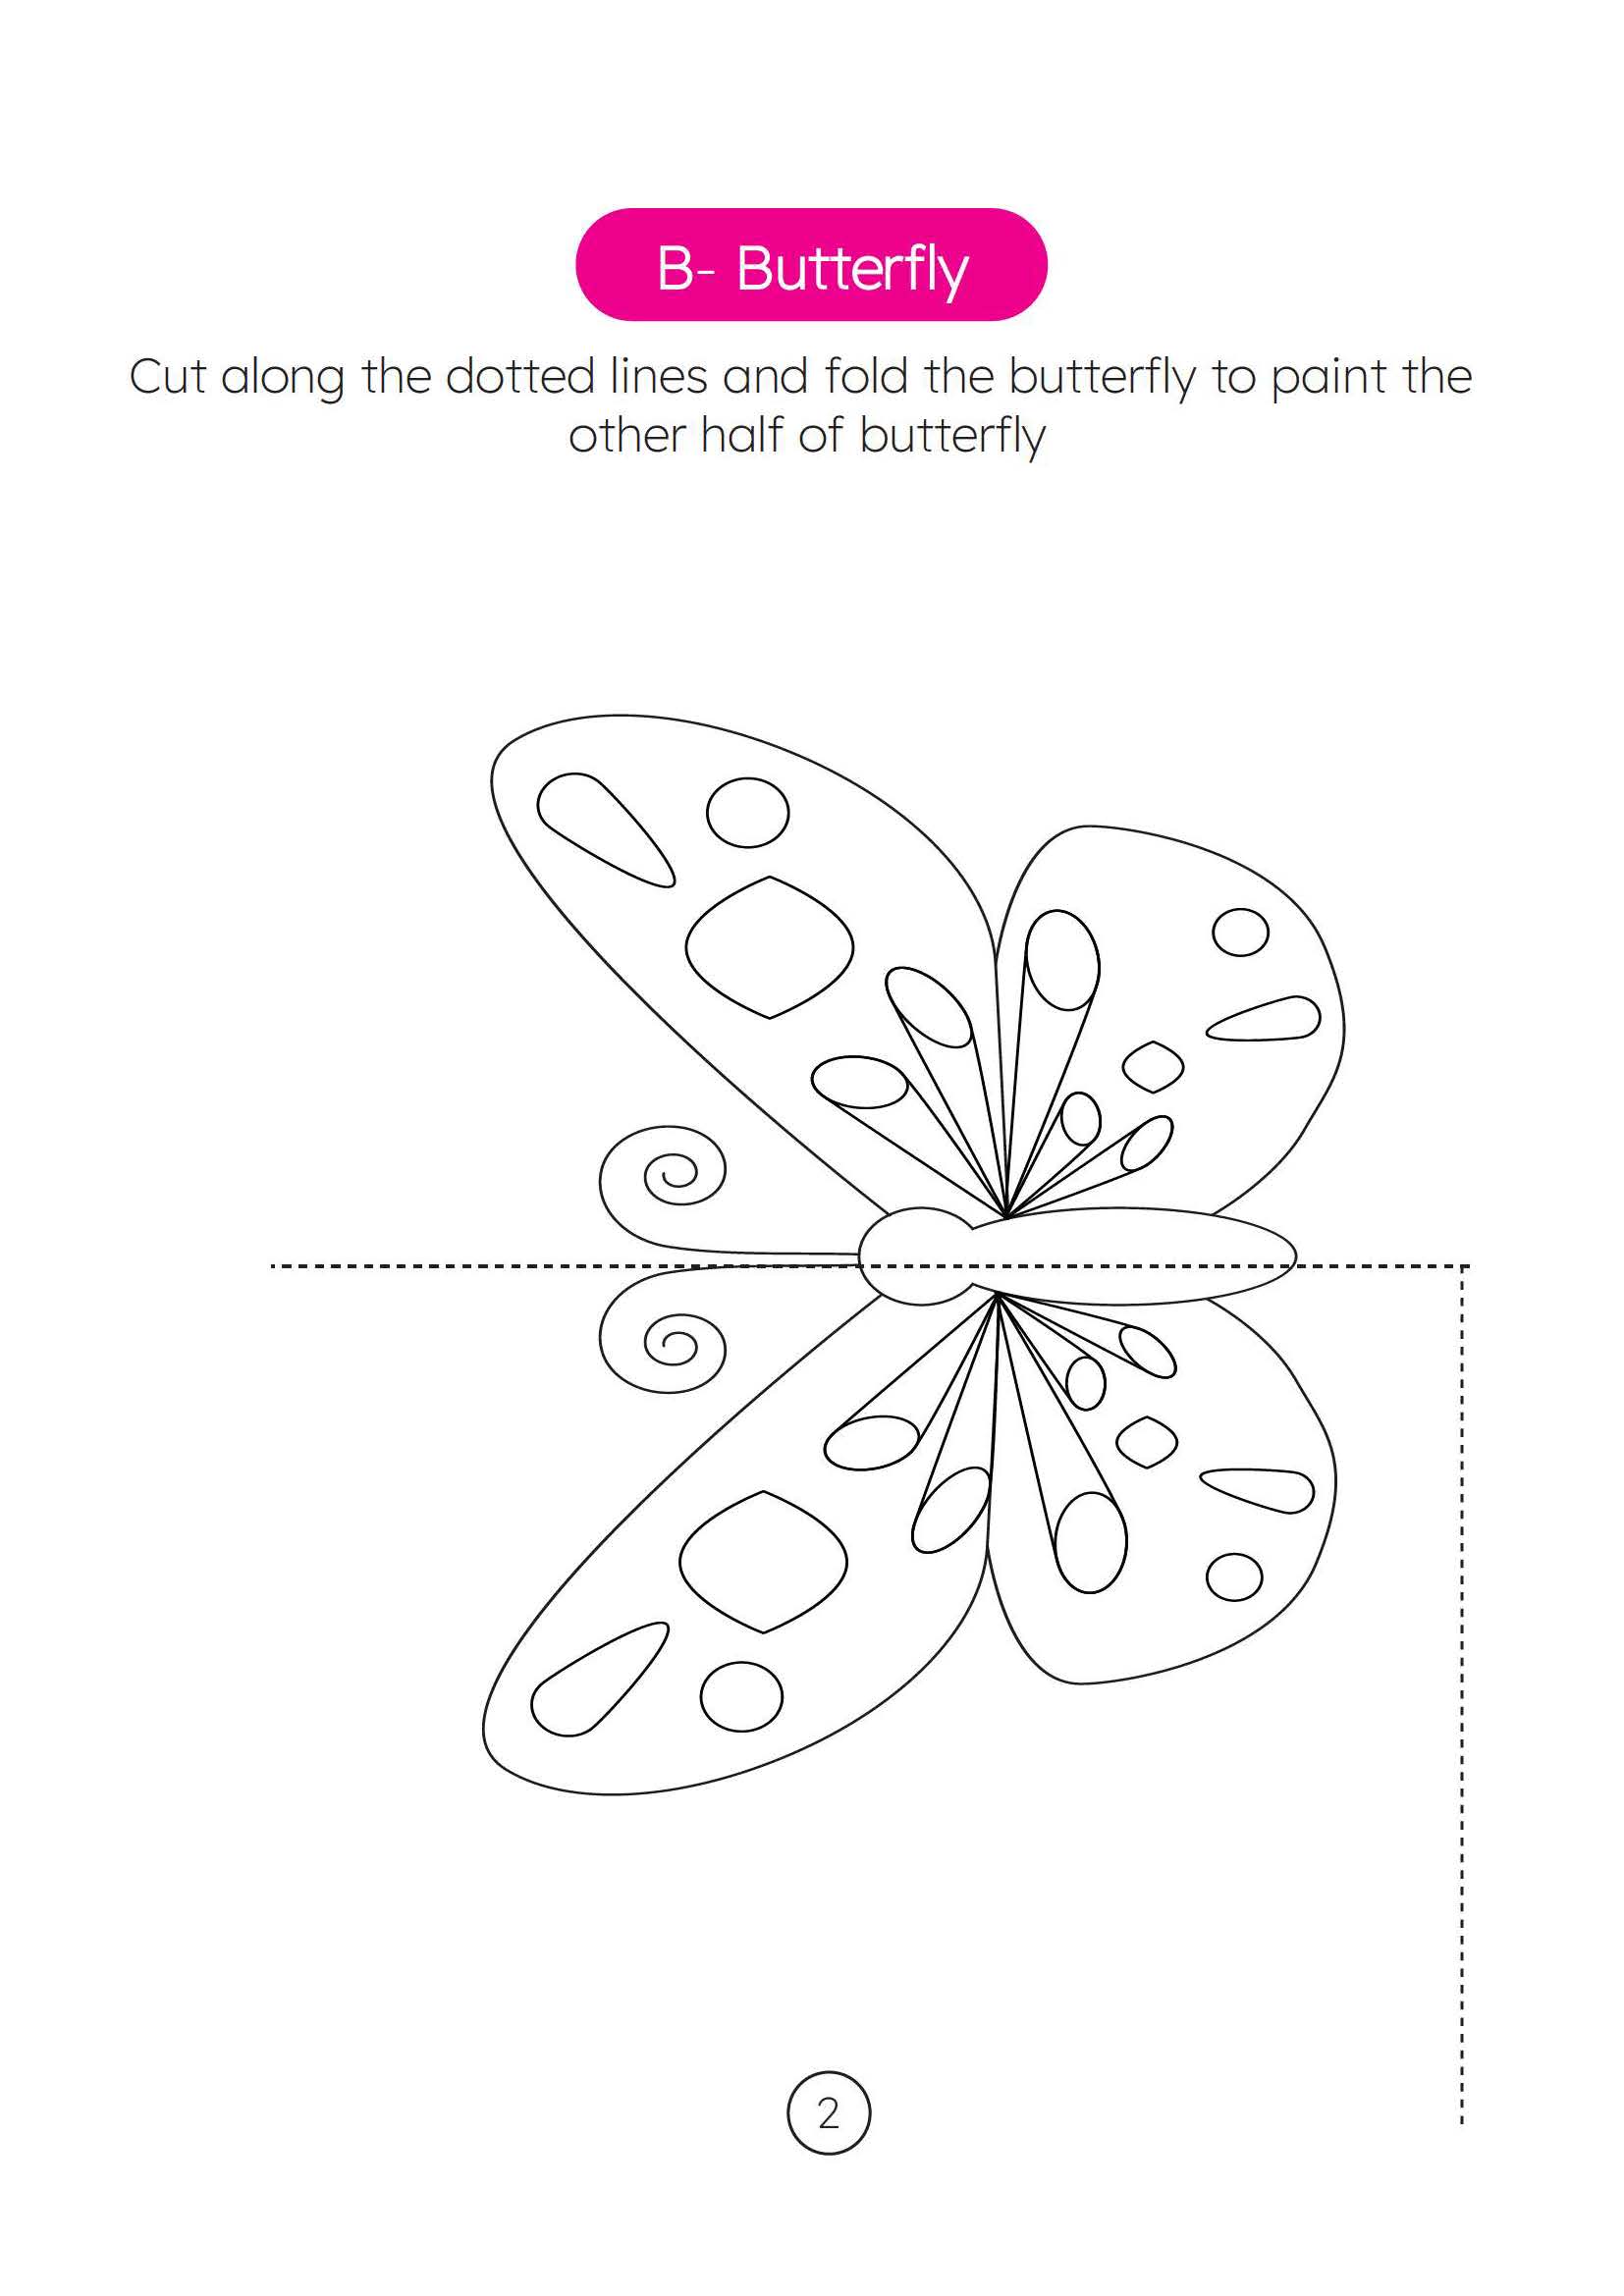 B- Butterfly
Cut along the dotted lines and fold the butterfly to paint the
other half of butterfly
2